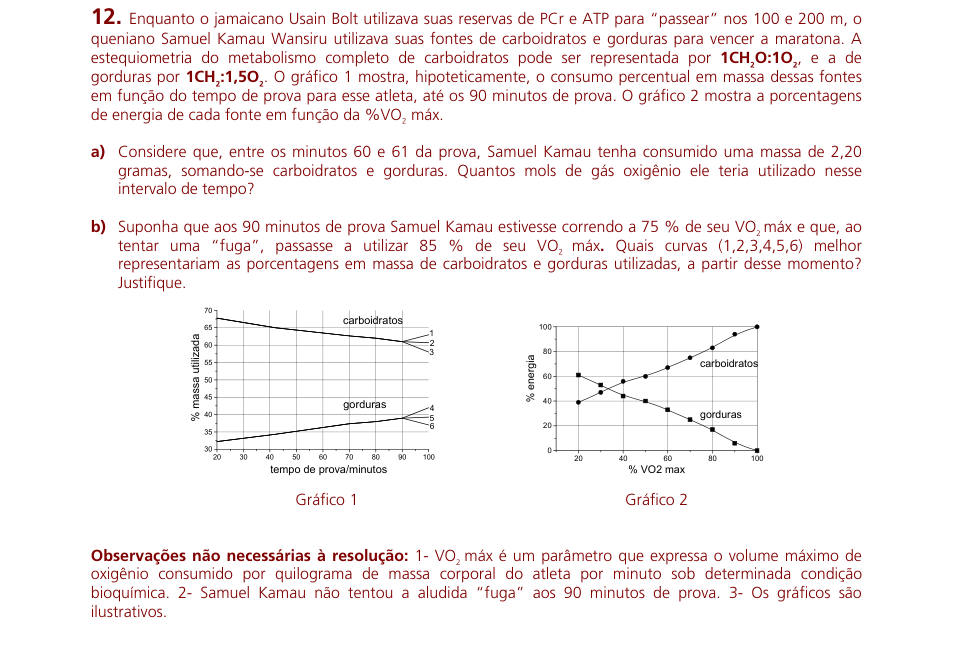 12. Enquanto o jamaicano Usain Bolt utilizava suas reservas de PCr e ATP para “passear” nos 100 e 200 m, o
queniano Samuel Kamau Wansiru utilizava suas fontes de carboidratos e gorduras para vencer a maratona. A
estequiometria do metabolismo completo de carboidratos pode ser representada por 1CH₂O:1O₂, e a de
gorduras por 1CH₂:1,5O₂. O gráfico 1 mostra, hipoteticamente, o consumo percentual em massa dessas fontes
em função do tempo de prova para esse atleta, até os 90 minutos de prova. O gráfico 2 mostra a porcentagens
de energia de cada fonte em função da %VO₂ máx.
a) Considere que, entre os minutos 60 e 61 da prova, Samuel Kamau tenha consumido uma massa de 2,20
gramas, somando-se carboidratos e gorduras. Quantos mols de gás oxigênio ele teria utilizado nesse
intervalo de tempo?
b) Suponha que aos 90 minutos de prova Samuel Kamau estivesse correndo a 75 % de seu VO₂ máx e que, ao
tentar uma “fuga”, passasse a utilizar 85 % de seu VO₂ máx. Quais curvas (1,2,3,4,5,6) melhor
representariam as porcentagens em massa de carboidratos e gorduras utilizadas, a partir desse momento?
Justifique.
% massa utilizada
70
65
60
55
50
45
40
35
30
carboidratos
1
2
3
gorduras
4
5
6
20 30 40 50 60 70 80 90 100
tempo de prova/minutos
Gráfico 1
% energia
100
80
60
40
20
0
carboidratos
gorduras
20 40 60 80 100
% VO2 max
Gráfico 2
Observações não necessárias à resolução: 1- VO₂ máx é um parâmetro que expressa o volume máximo de
oxigênio consumido por quilograma de massa corporal do atleta por minuto sob determinada condição
bioquímica. 2- Samuel Kamau não tentou a aludida “fuga” aos 90 minutos de prova. 3- Os gráficos são
ilustrativos.